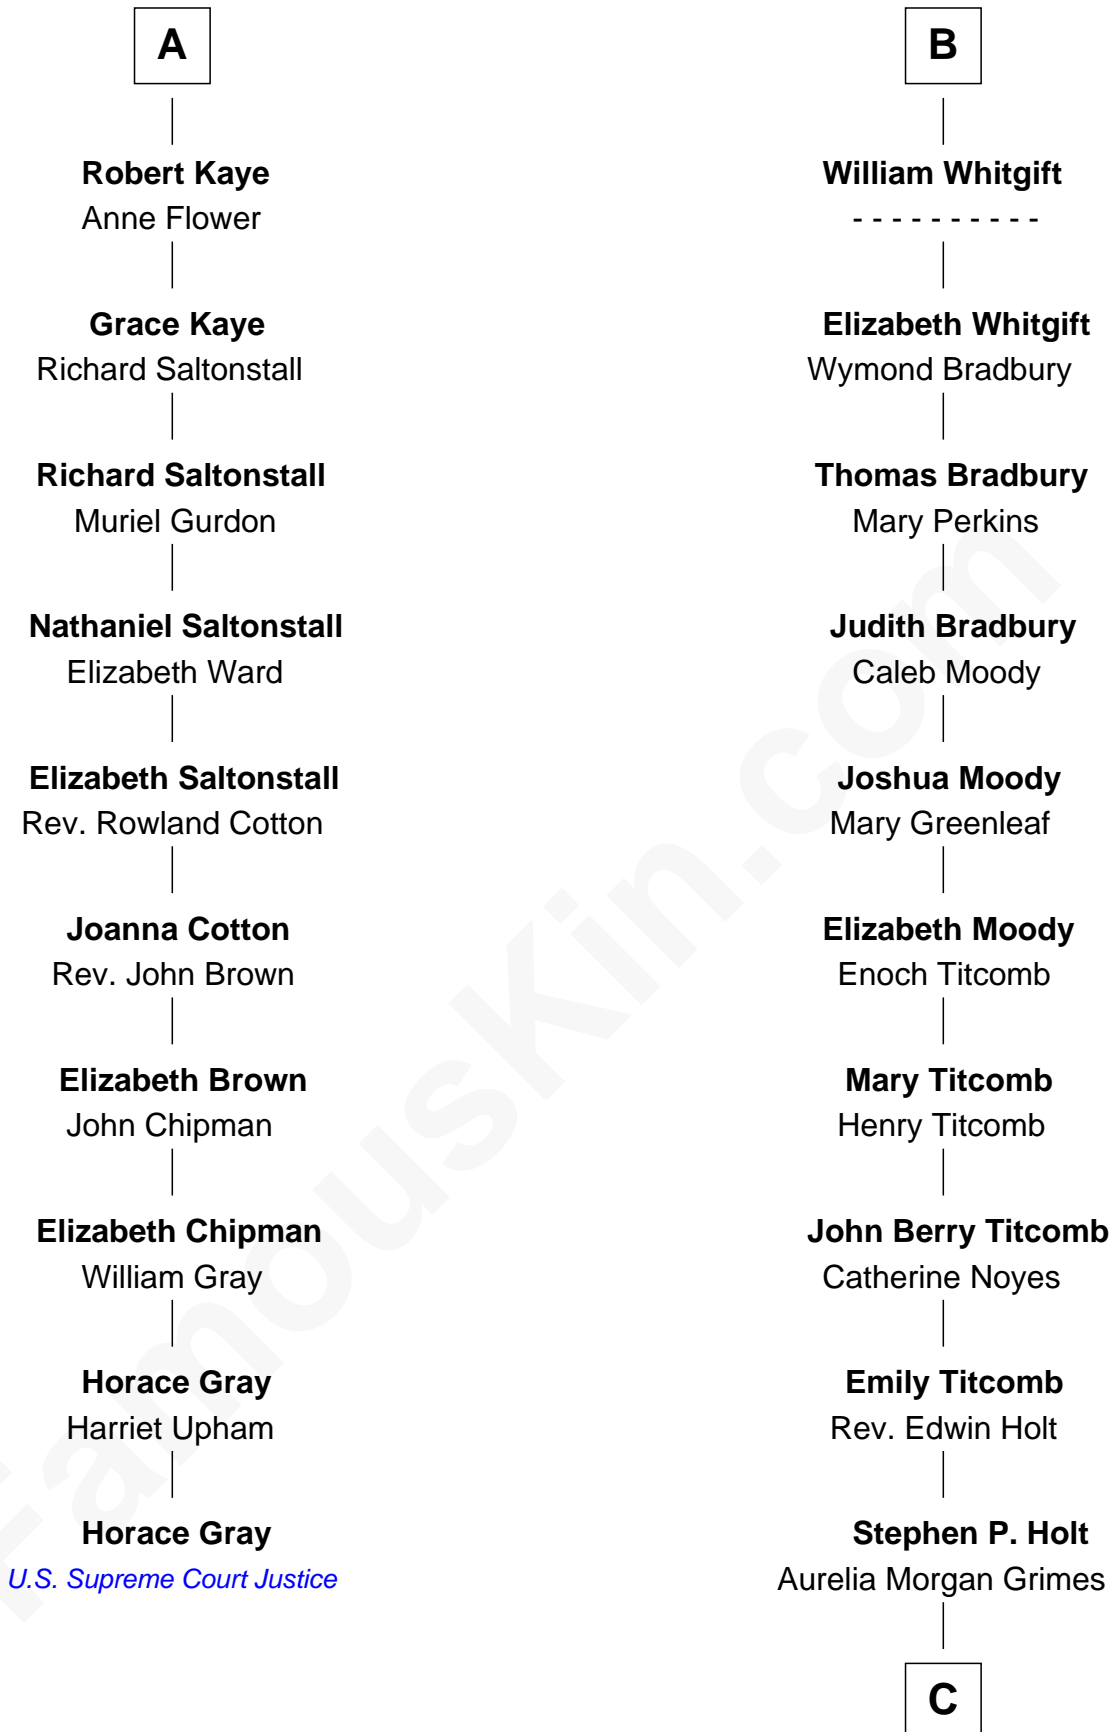 A
Robert Kaye
Anne Flower
Grace Kaye
Richard Saltonstall
Richard Saltonstall
Muriel Gurdon
Nathaniel Saltonstall
Elizabeth Ward
Elizabeth Saltonstall
Rev. Rowland Cotton
Joanna Cotton
Rev. John Brown
Elizabeth Brown
John Chipman
Elizabeth Chipman
William Gray
Horace Gray
Harriet Upham
Horace Gray
U.S. Supreme Court Justice
B
William Whitgift
- - - - - - - - - -
Elizabeth Whitgift
Wymond Bradbury
Thomas Bradbury
Mary Perkins
Judith Bradbury
Caleb Moody
Joshua Moody
Mary Greenleaf
Elizabeth Moody
Enoch Titcomb
Mary Titcomb
Henry Titcomb
John Berry Titcomb
Catherine Noyes
Emily Titcomb
Rev. Edwin Holt
Stephen P. Holt
Aurelia Morgan Grimes
C
FamousKin.com